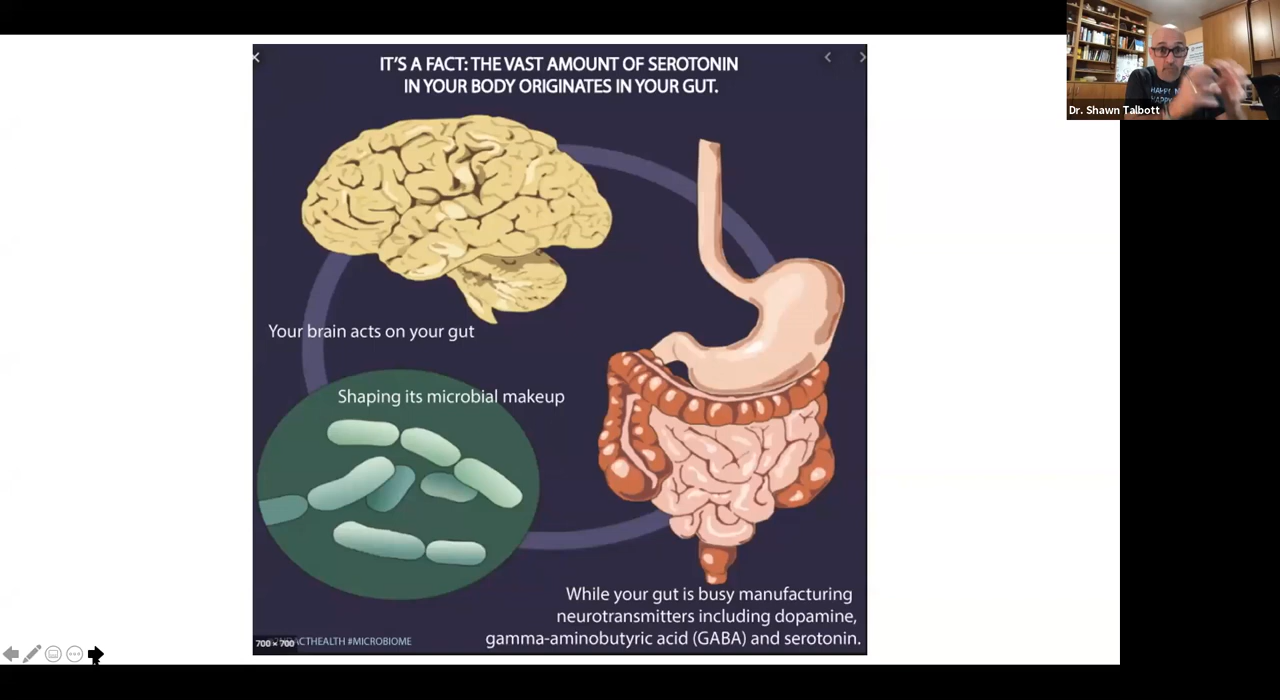 IT'S A FACT: THE VAST AMOUNT OF SEROTONIN
IN YOUR BODY ORIGINATES IN YOUR GUT.
Dr. Shawn Talbott
HAPPY
HAPPY
Your brain acts on your gut
Shaping its microbial makeup
While your gut is busy manufacturing
neurotransmitters including dopamine,
gamma-aminobutyric acid (GABA) and serotonin.
700 × 700
#MICROBIOME